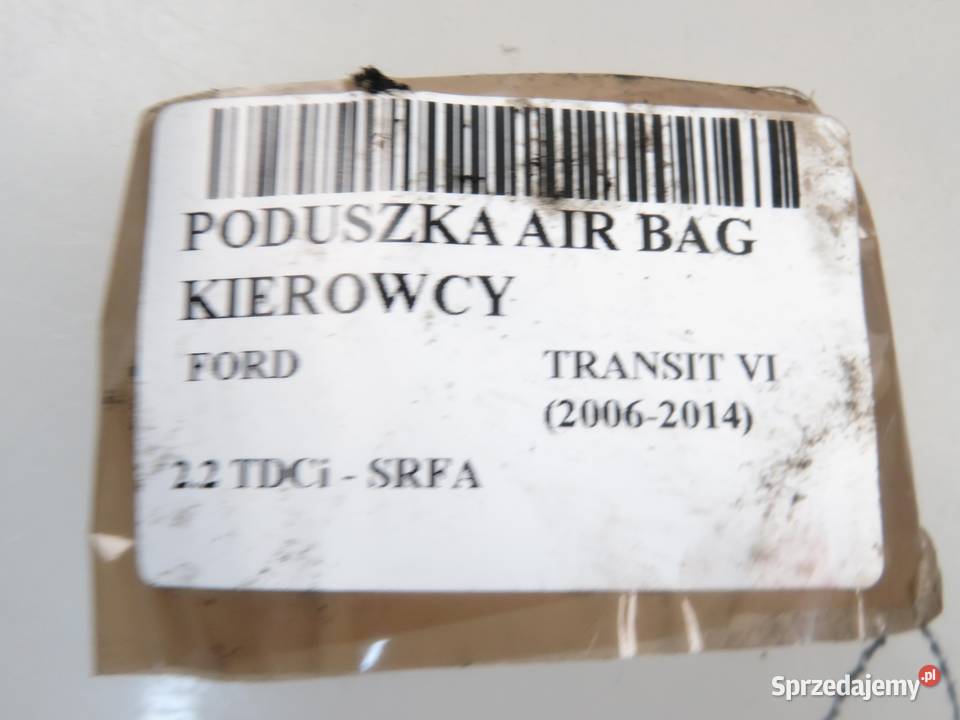 PODUSZKA AIR BAG
KIEROWCY
FORD TRANSIT VI
(2006-2014)
2.2 TDCi - SRFA
Sprzedajemy.pl